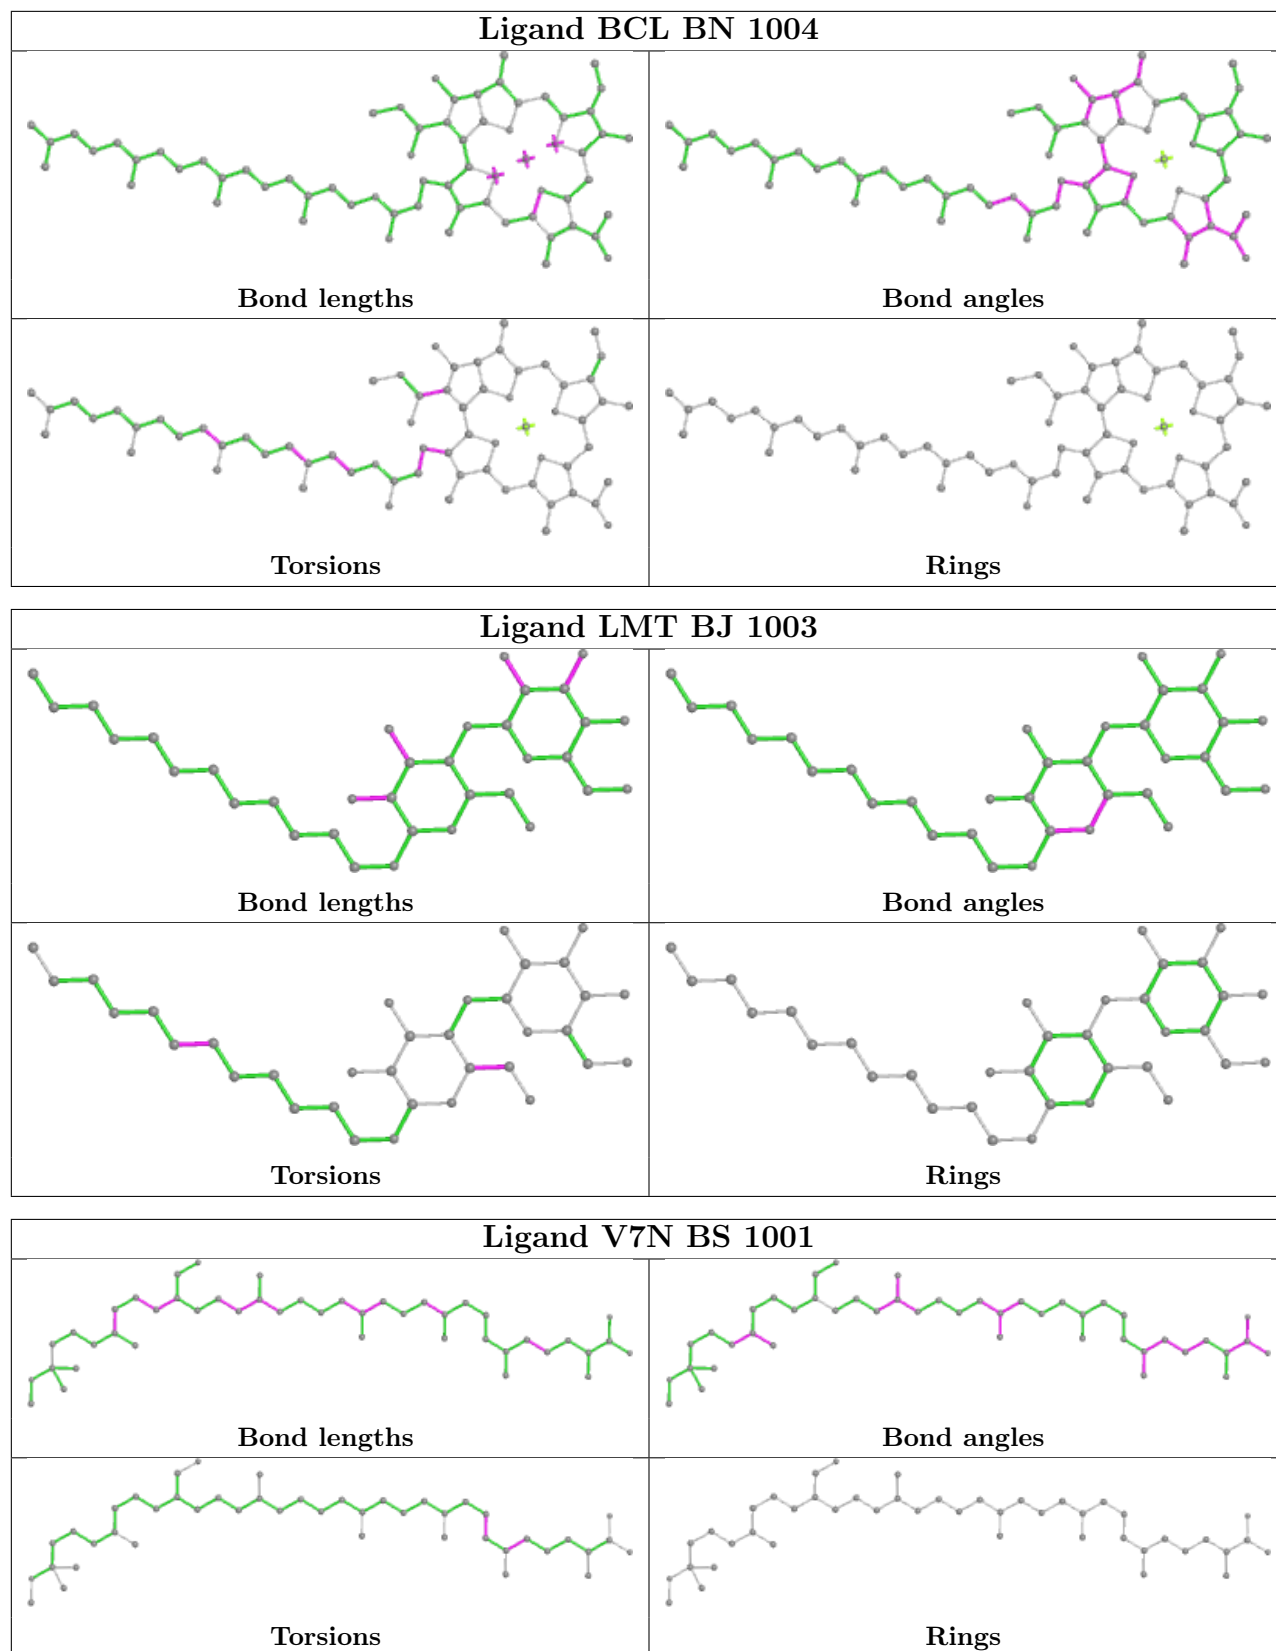 Ligand BCL BN 1004
Bond lengths
Bond angles
Torsions
Rings
Ligand LMT BJ 1003
Bond lengths
Bond angles
Torsions
Rings
Ligand V7N BS 1001
Bond lengths
Bond angles
Torsions
Rings